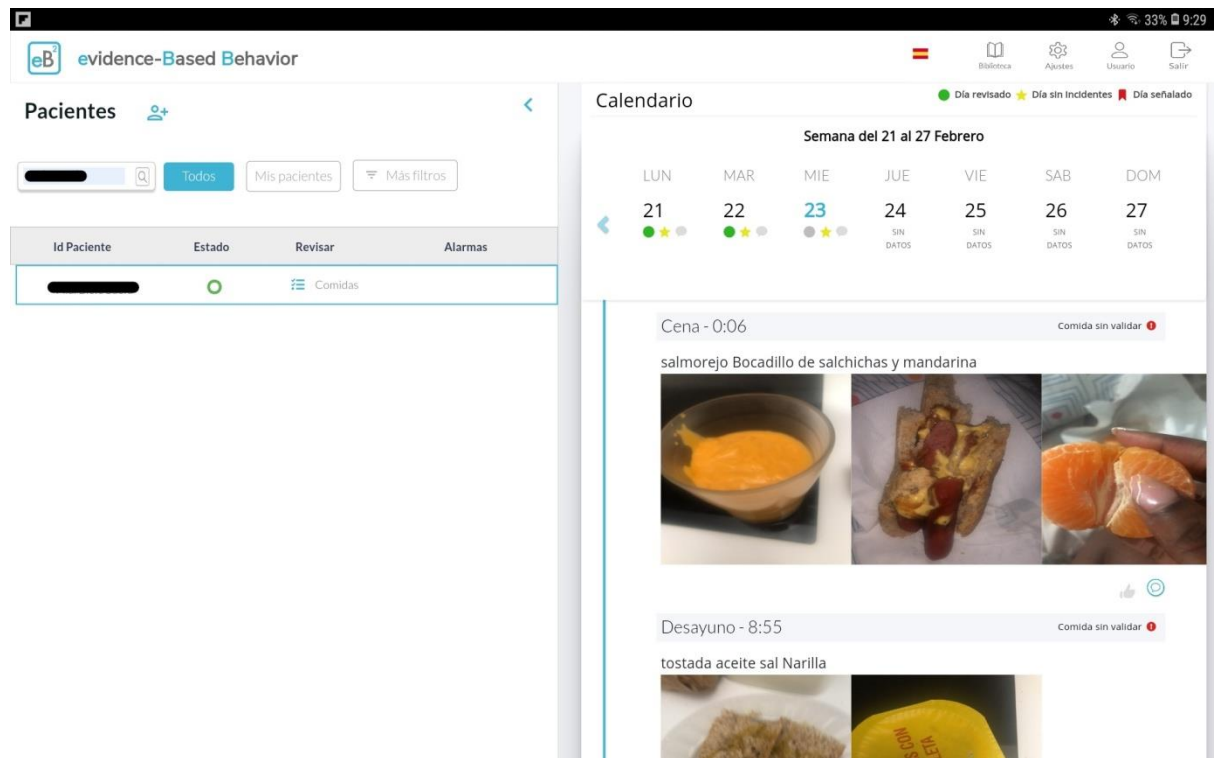 33% 9:29
eB2 evidence-Based Behavior
Biblioteca Ajustes Usuario Salir
Pacientes
Todos Mis pacientes Más filtros
Id Paciente Estado Revisar Alarmas
Comidas
Calendario
Día revisado Día sin incidentes Día señalado
Semana del 21 al 27 Febrero
LUN MAR MIE JUE VIE SAB DOM
21 22 23 24 25 26 27
SIN SIN SIN SIN
DATOS DATOS DATOS DATOS
Cena - 0:06 Comida sin validar
salmorejo Bocadillo de salchichas y mandarina
Desayuno - 8:55 Comida sin validar
tostada aceite sal Narilla
S CON
LETA